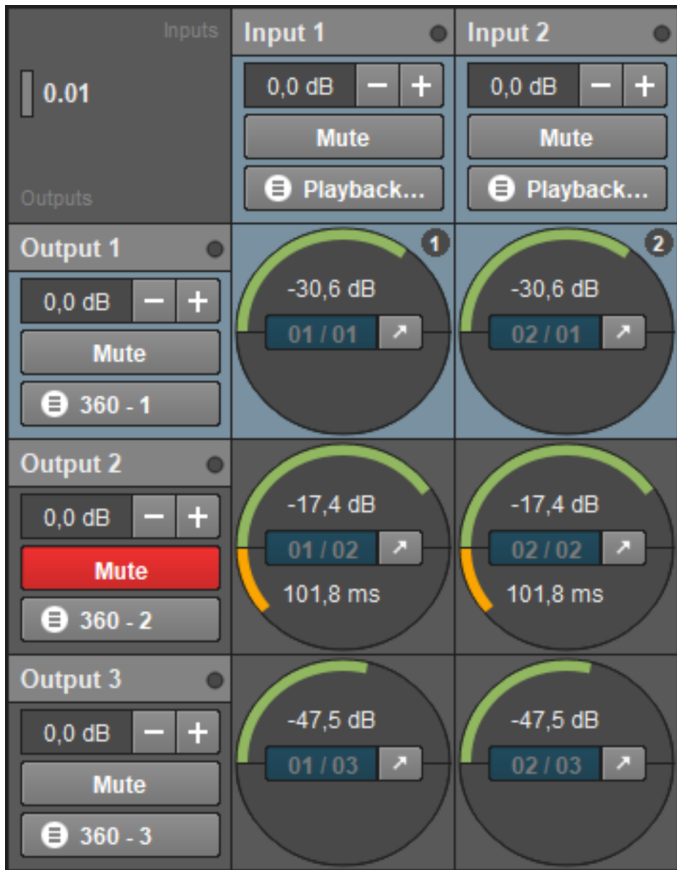 Inputs
0.01
Outputs
Input 1
Input 2
0,0 dB − +
0,0 dB − +
Mute
Mute
Playback...
Playback...
Output 1
0,0 dB − +
Mute
360 - 1
1
-30,6 dB
01 / 01
2
-30,6 dB
02 / 01
Output 2
0,0 dB − +
Mute
360 - 2
-17,4 dB
01 / 02
101,8 ms
-17,4 dB
02 / 02
101,8 ms
Output 3
0,0 dB − +
Mute
360 - 3
-47,5 dB
01 / 03
-47,5 dB
02 / 03